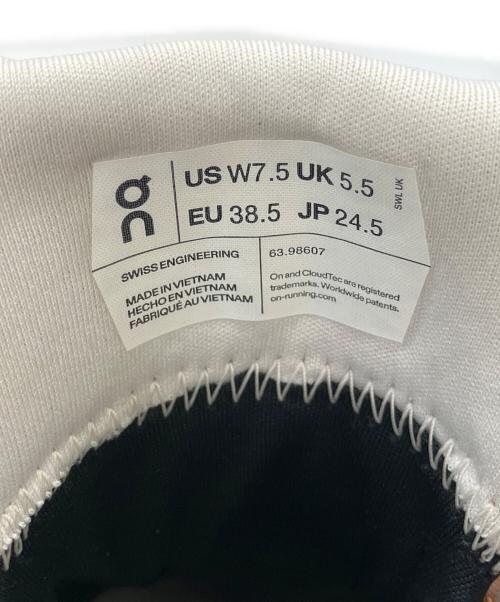 on
US W7.5 UK 5.5
EU 38.5 JP 24.5
SWL UK
SWISS ENGINEERING
MADE IN VIETNAM
HECHO EN VIETNAM
FABRIQUÉ AU VIETNAM
63.98607
On and CloudTec are registered
trademarks. Worldwide patents.
on-running.com